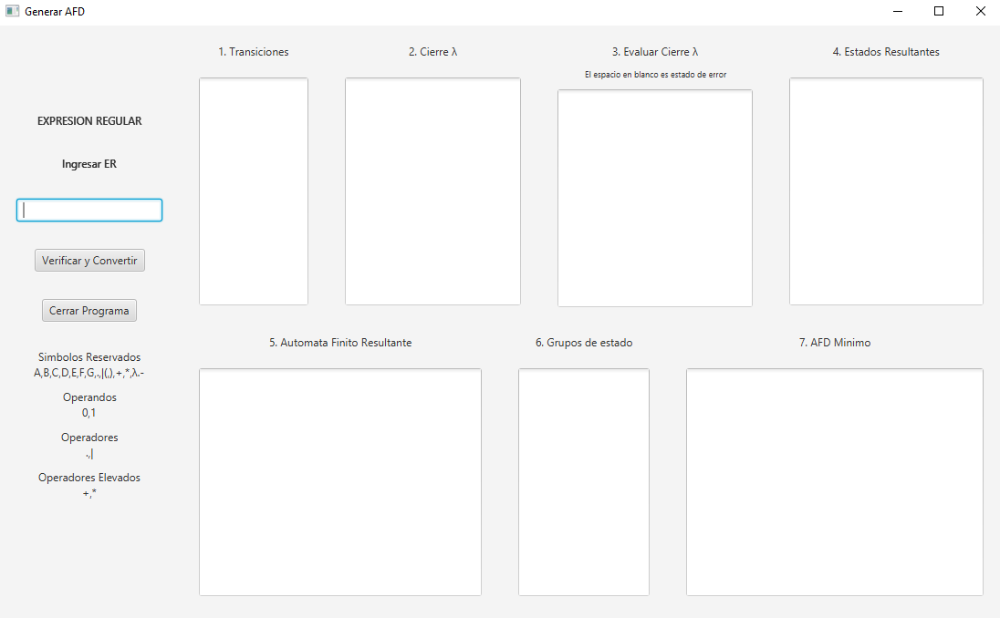 Generar AFD
1. Transiciones
2. Cierre λ
3. Evaluar Cierre λ
4. Estados Resultantes
El espacio en blanco es estado de error
EXPRESION REGULAR
Ingresar ER
Verificar y Convertir
Cerrar Programa
Simbolos Reservados
A,B,C,D,E,F,G,.,|(,),+,*,λ.-
Operandos
0,1
Operadores
.,|
Operadores Elevados
+,*
5. Automata Finito Resultante
6. Grupos de estado
7. AFD Minimo